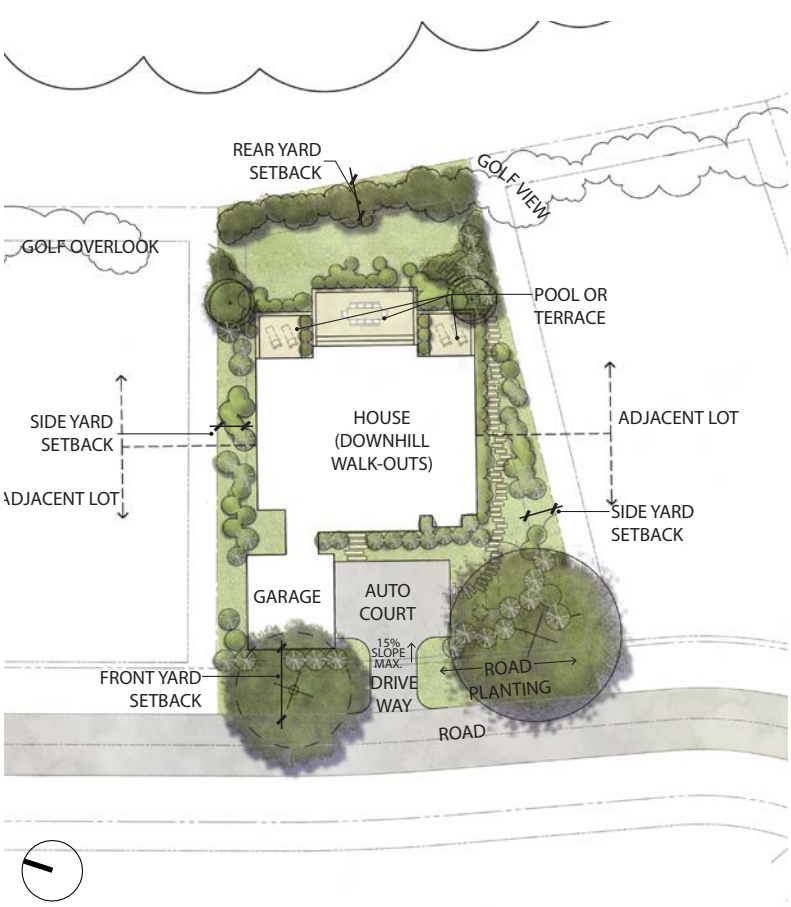 REAR YARD
SETBACK
GOLF VIEW
GOLF OVERLOOK
POOL OR
TERRACE
SIDE YARD
SETBACK
HOUSE
(DOWNHILL
WALK-OUTS)
ADJACENT LOT
ADJACENT LOT
SIDE YARD
SETBACK
GARAGE
AUTO
COURT
15%
SLOPE
MAX.
FRONT YARD
SETBACK
DRIVE
WAY
ROAD
PLANTING
ROAD